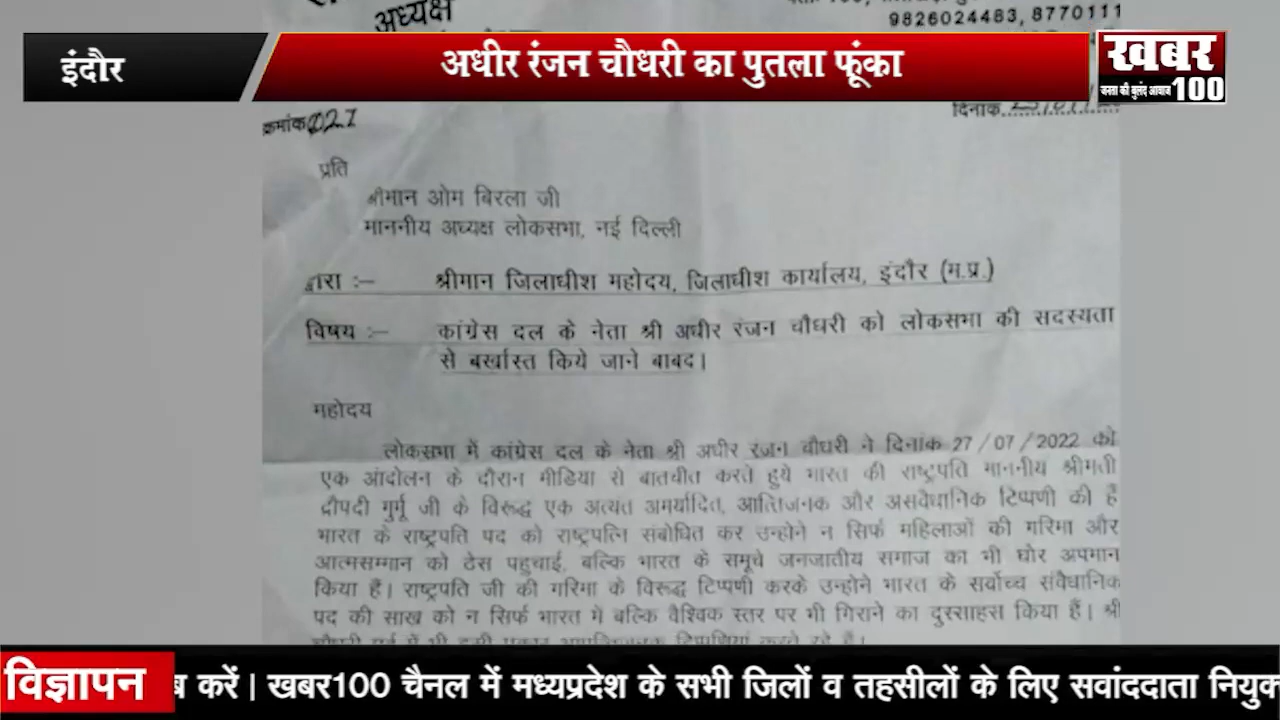 अध्यक्ष
9826024483, 8770111
इंदौर
अधीर रंजन चौधरी का पुतला फूंका
खबर
जनता की बुलंद आवाज 100
क्रमांक 021
दिनांक
प्रति
श्रीमान ओम बिरला जी
माननीय अध्यक्ष लोकसभा, नई दिल्ली
द्वारा :– श्रीमान जिलाधीश महोदय, जिलाधीश कार्यालय, इंदौर (म.प्र.)
विषय :– कांग्रेस दल के नेता श्री अधीर रंजन चौधरी को लोकसभा की सदस्यता
से बर्खास्त किये जाने बाबद।
महोदय
लोकसभा में कांग्रेस दल के नेता श्री अधीर रंजन चौधरी ने दिनांक 27/07/2022 को
एक आंदोलन के दौरान मीडिया से बातचीत करते हुये भारत की राष्ट्रपति माननीय श्रीमती
दौपदी मुर्मू जी के विरूद्ध एक अत्यंत अमर्यादित, आत्तिजनक और असवैधानिक टिप्पणी की हैं
भारत के राष्ट्रपति पद को राष्ट्रपत्नि संबोधित कर उन्होने न सिर्फ महिलाओं की गरिमा और
आत्मसम्मान को ठेस पहुचाई, बल्कि भारत के समूचे जनजातीय समाज का भी घोर अपमान
किया हैं। राष्ट्रपति जी की गरिमा के विरूद्ध टिप्पणी करके उन्होने भारत के सर्वोच्च संवैधानिक
पद की साख को न सिर्फ भारत में बल्कि वैश्विक स्तर पर भी गिराने का दुस्साहस किया हैं। श्री
विज्ञापन
ब करें | खबर100 चैनल में मध्यप्रदेश के सभी जिलों व तहसीलों के लिए सवांददाता नियुक